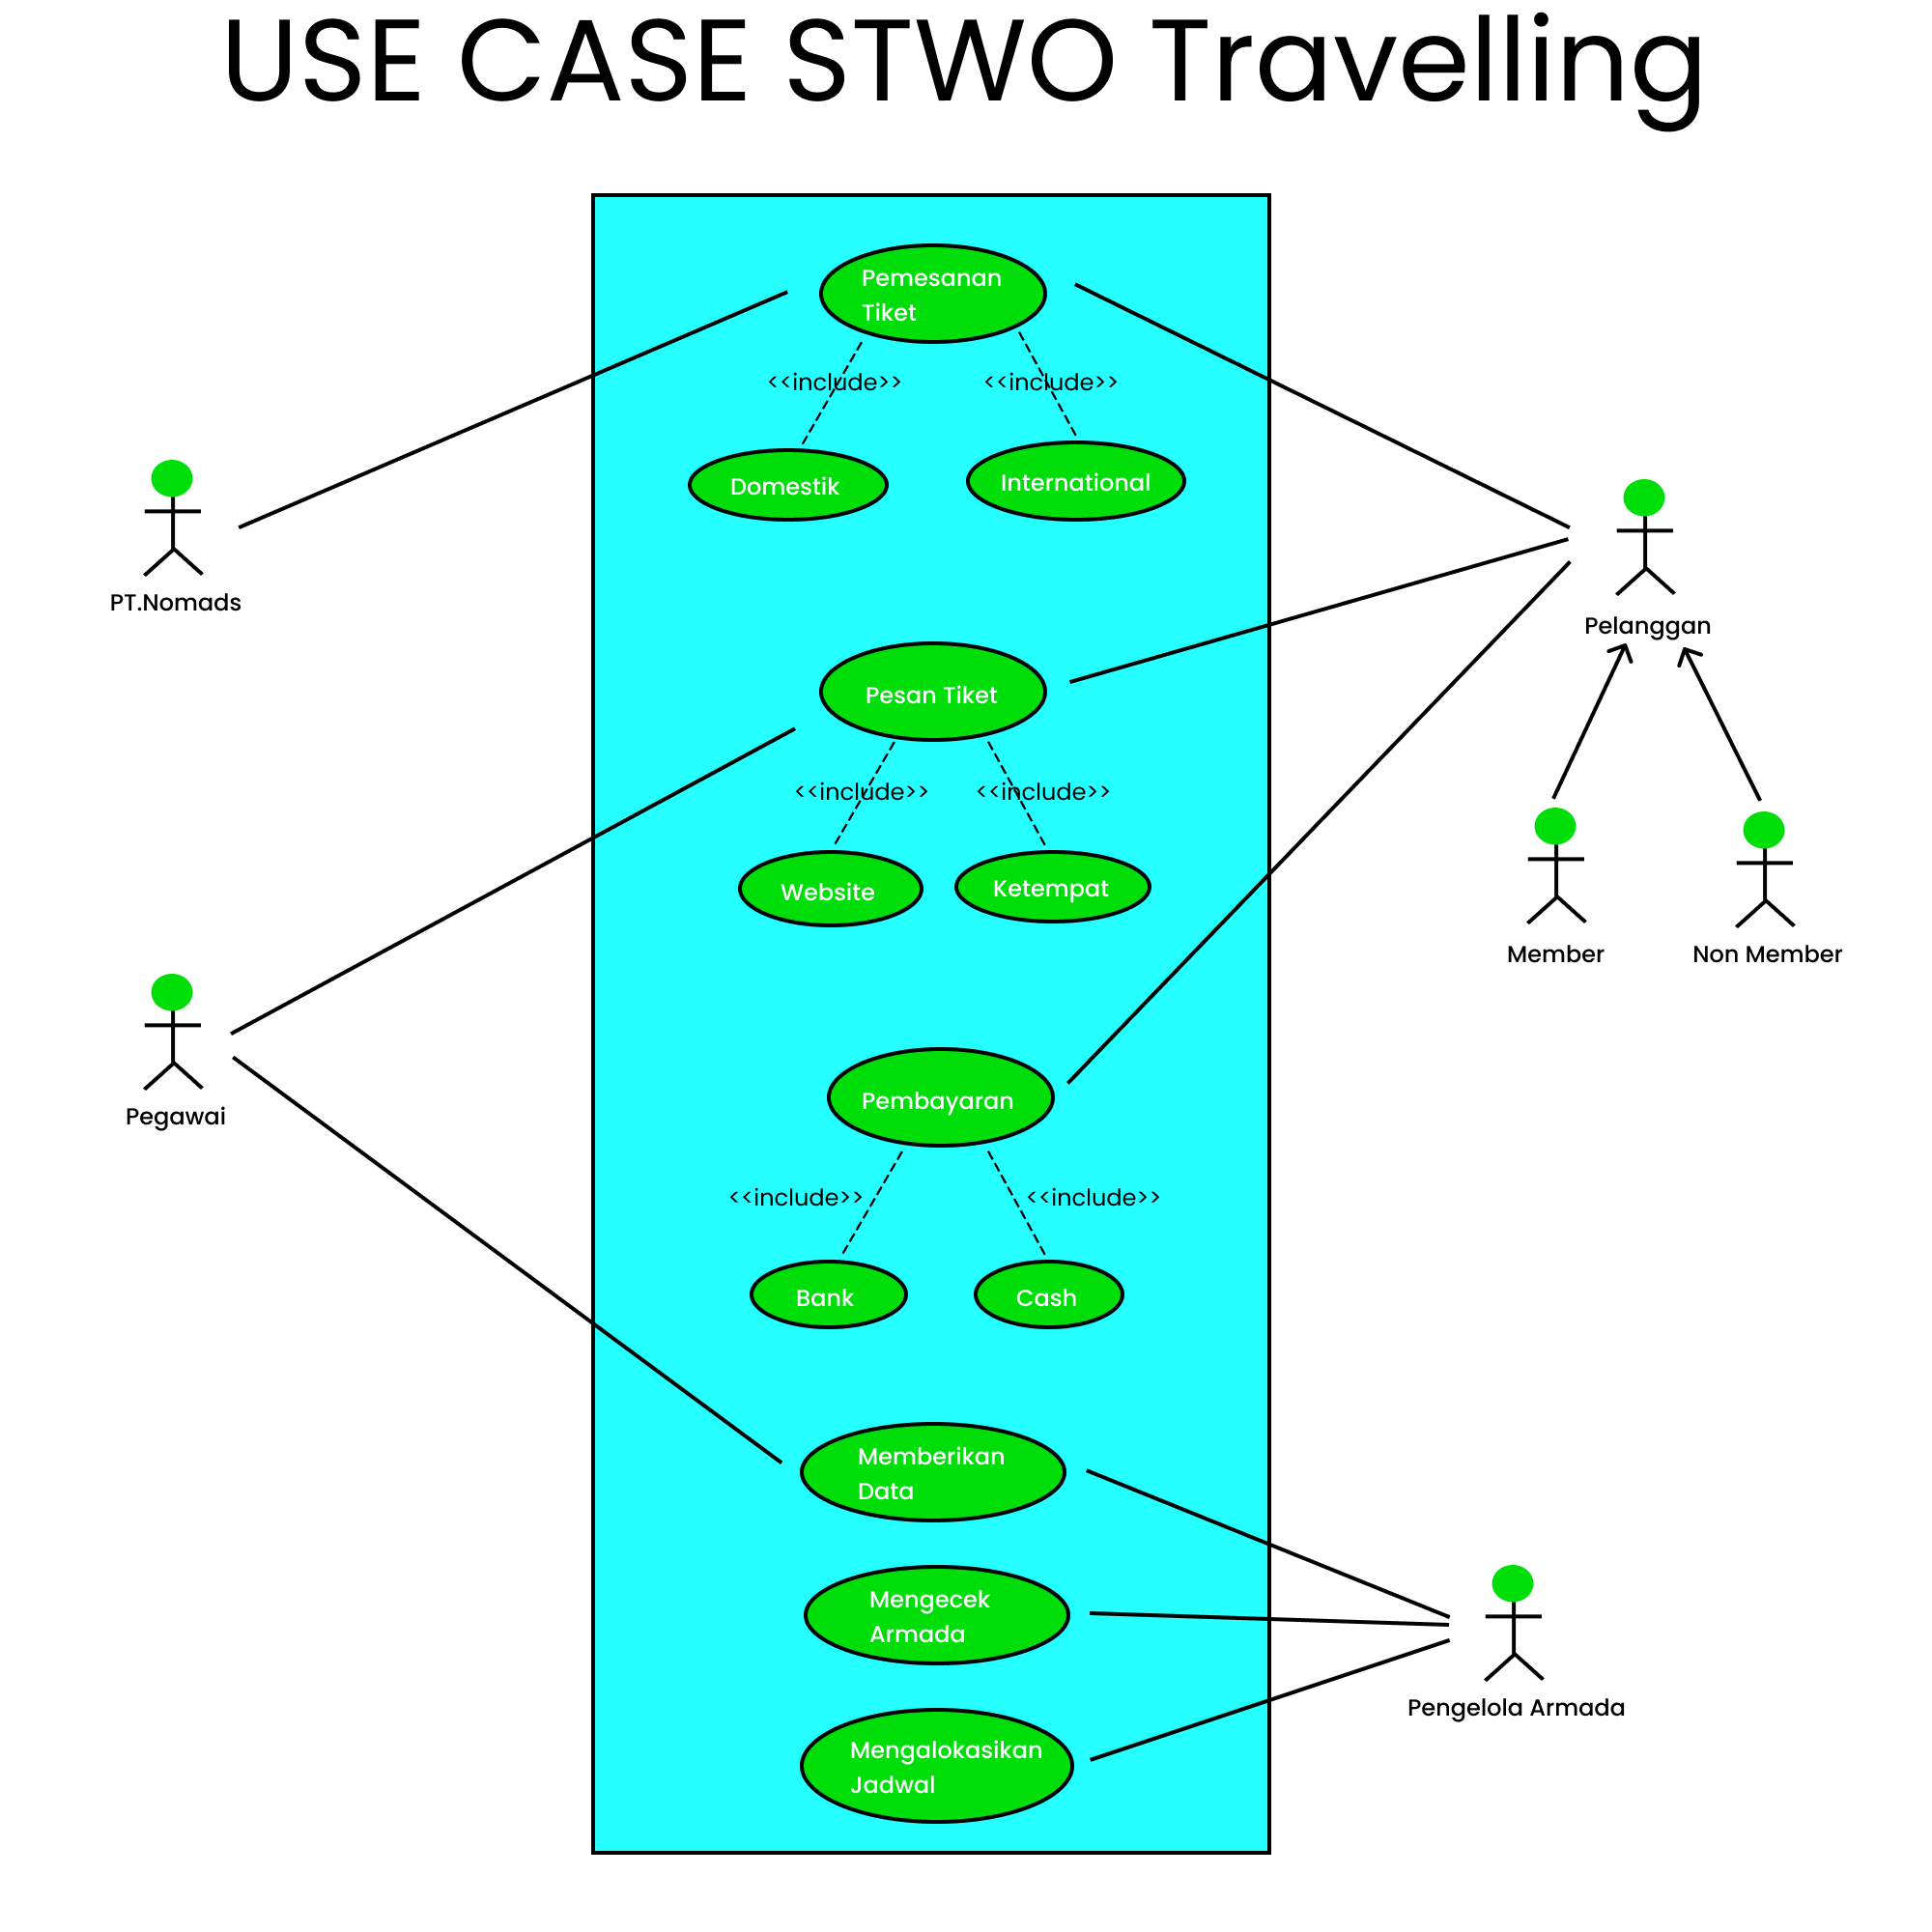 USE CASE STWO Travelling
Pemesanan
Tiket
<<include>>
<<include>>
Domestik
International
PT.Nomads
Pelanggan
Pesan Tiket
<<include>>
<<include>>
Website
Ketempat
Member
Non Member
Pegawai
Pembayaran
<<include>>
<<include>>
Bank
Cash
Memberikan
Data
Mengecek
Armada
Pengelola Armada
Mengalokasikan
Jadwal